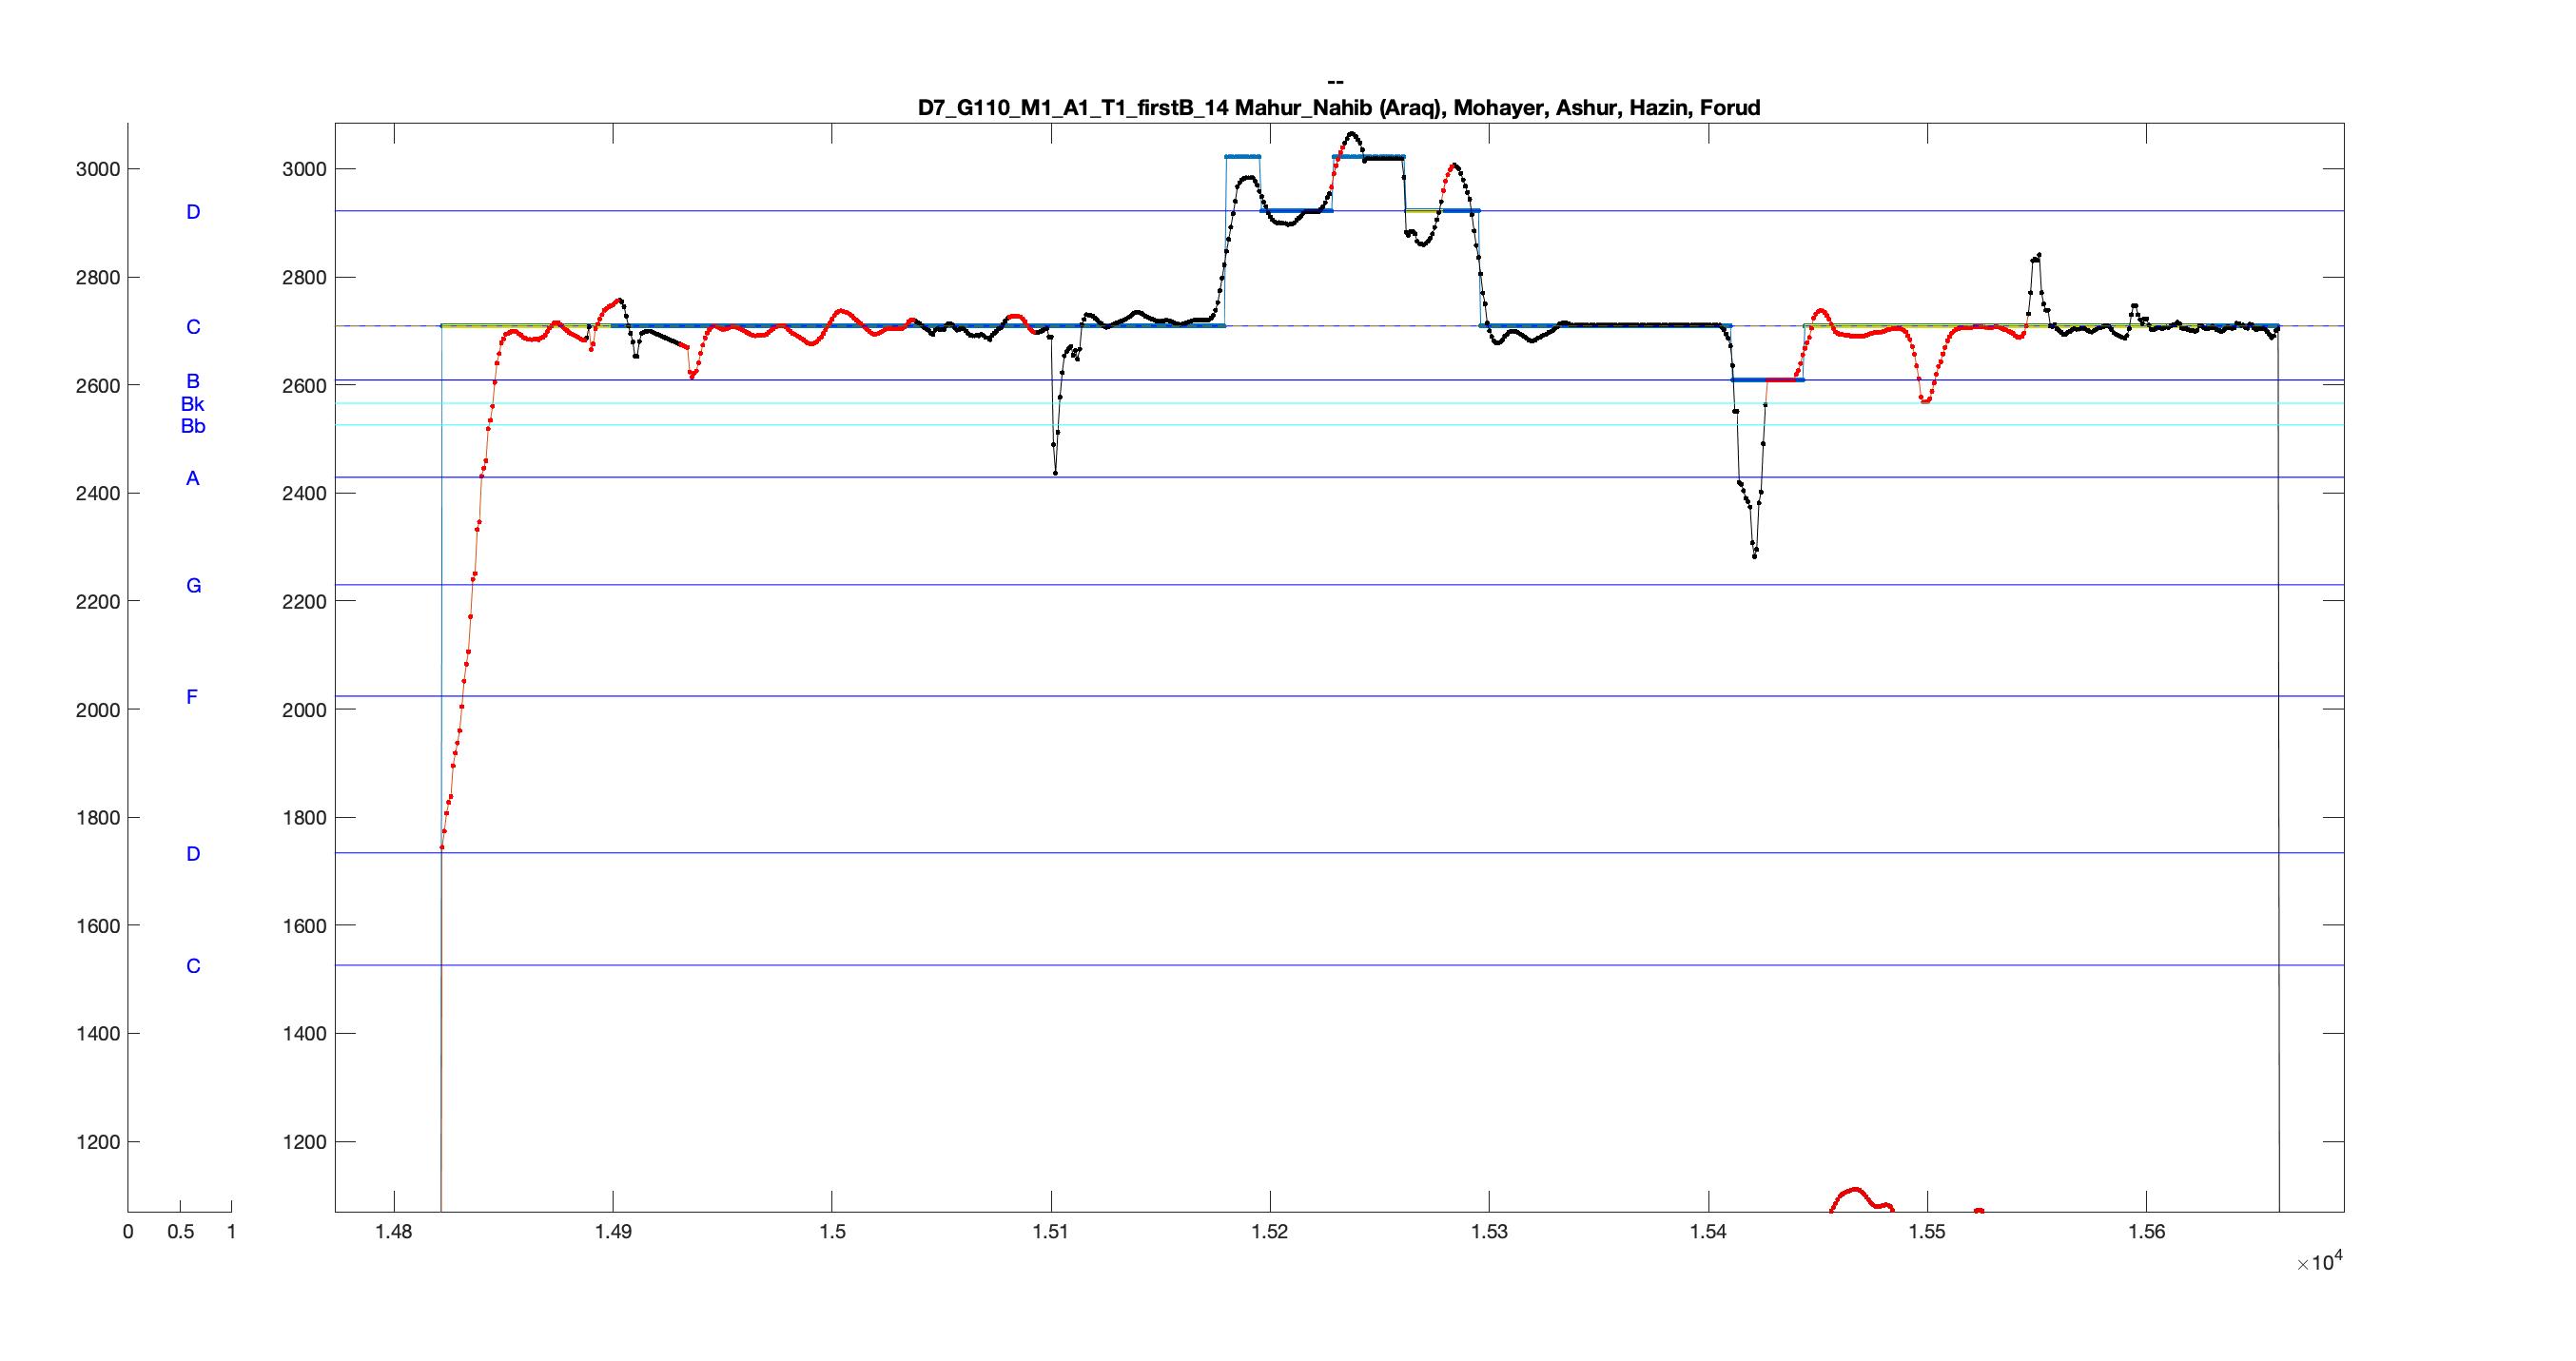 --
D7_G110_M1_A1_T1_firstB_14 Mahur_Nahib (Araq), Mohayer, Ashur, Hazin, Forud
3000 D 3000
2800 2800
C
2600 B 2600
Bk
Bb
2400 A 2400
G
2200 2200
2000 F 2000
1800 1800
D
1600 1600
C
1400 1400
1200 1200
0 0.5 1 1.48 1.49 1.5 1.51 1.52 1.53 1.54 1.55 1.56
×10^4